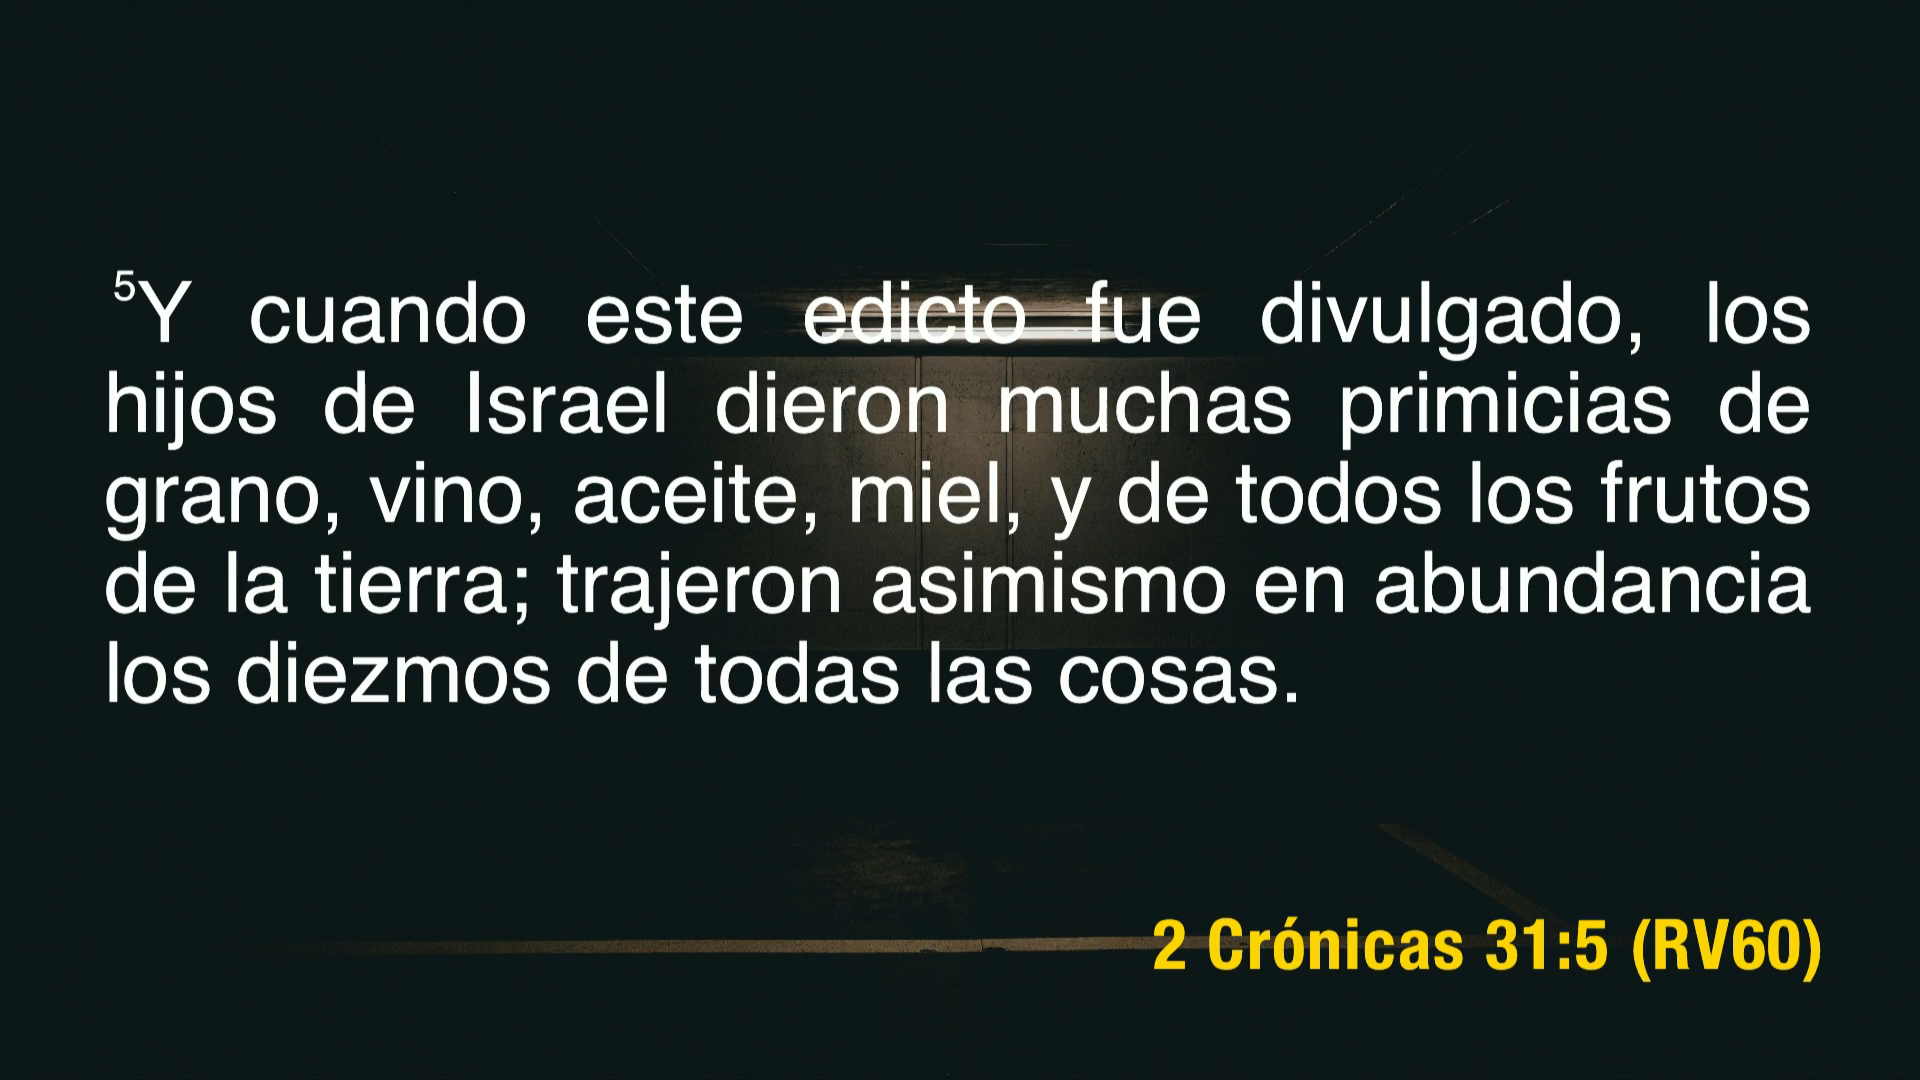 ⁵Y cuando este edicto fue divulgado, los
hijos de Israel dieron muchas primicias de
grano, vino, aceite, miel, y de todos los frutos
de la tierra; trajeron asimismo en abundancia
los diezmos de todas las cosas.
2 Crónicas 31:5 (RV60)